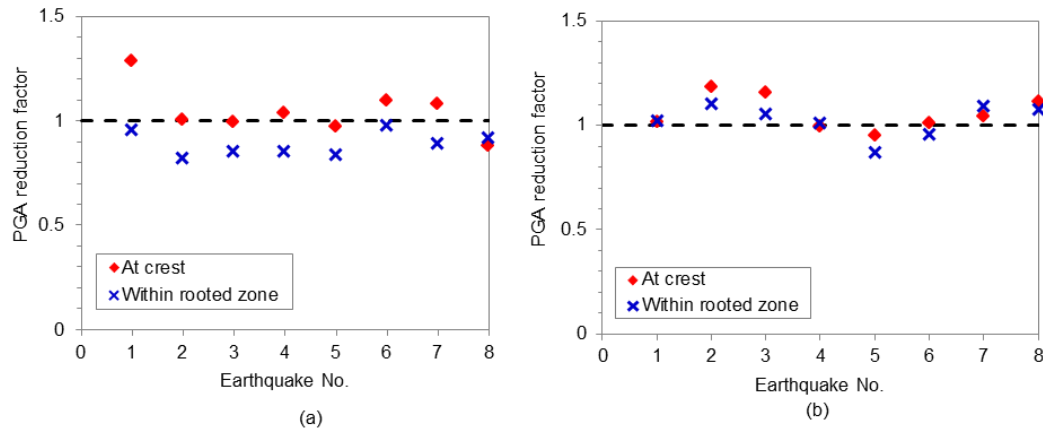 1.5
1
0.5
0
PGA reduction factor
At crest
Within rooted zone
0 1 2 3 4 5 6 7 8
Earthquake No.
(a)
1.5
1
0.5
0
PGA reduction factor
At crest
Within rooted zone
0 1 2 3 4 5 6 7 8
Earthquake No.
(b)